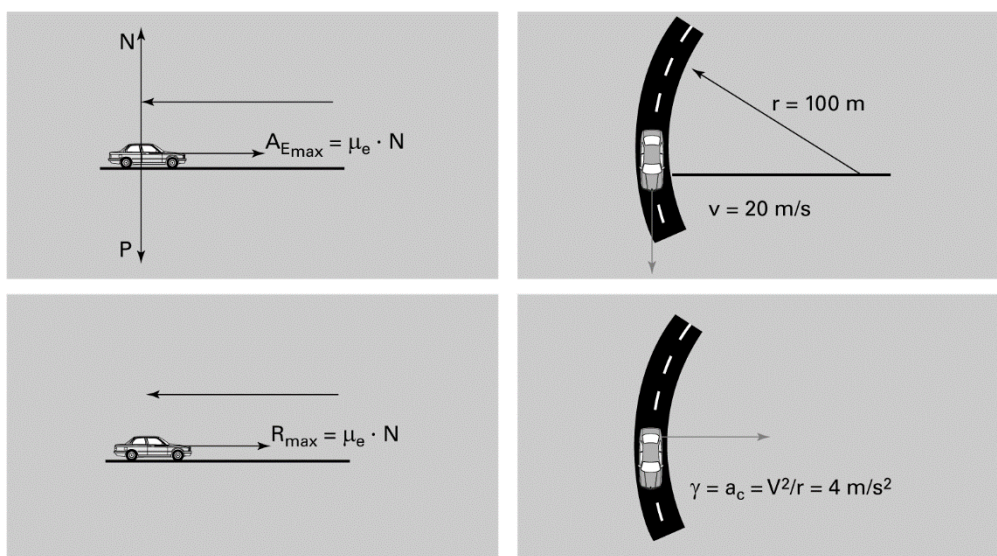 N
A_Emax = μ_e · N
P
r = 100 m
v = 20 m/s
R_max = μ_e · N
γ = a_c = V²/r = 4 m/s²